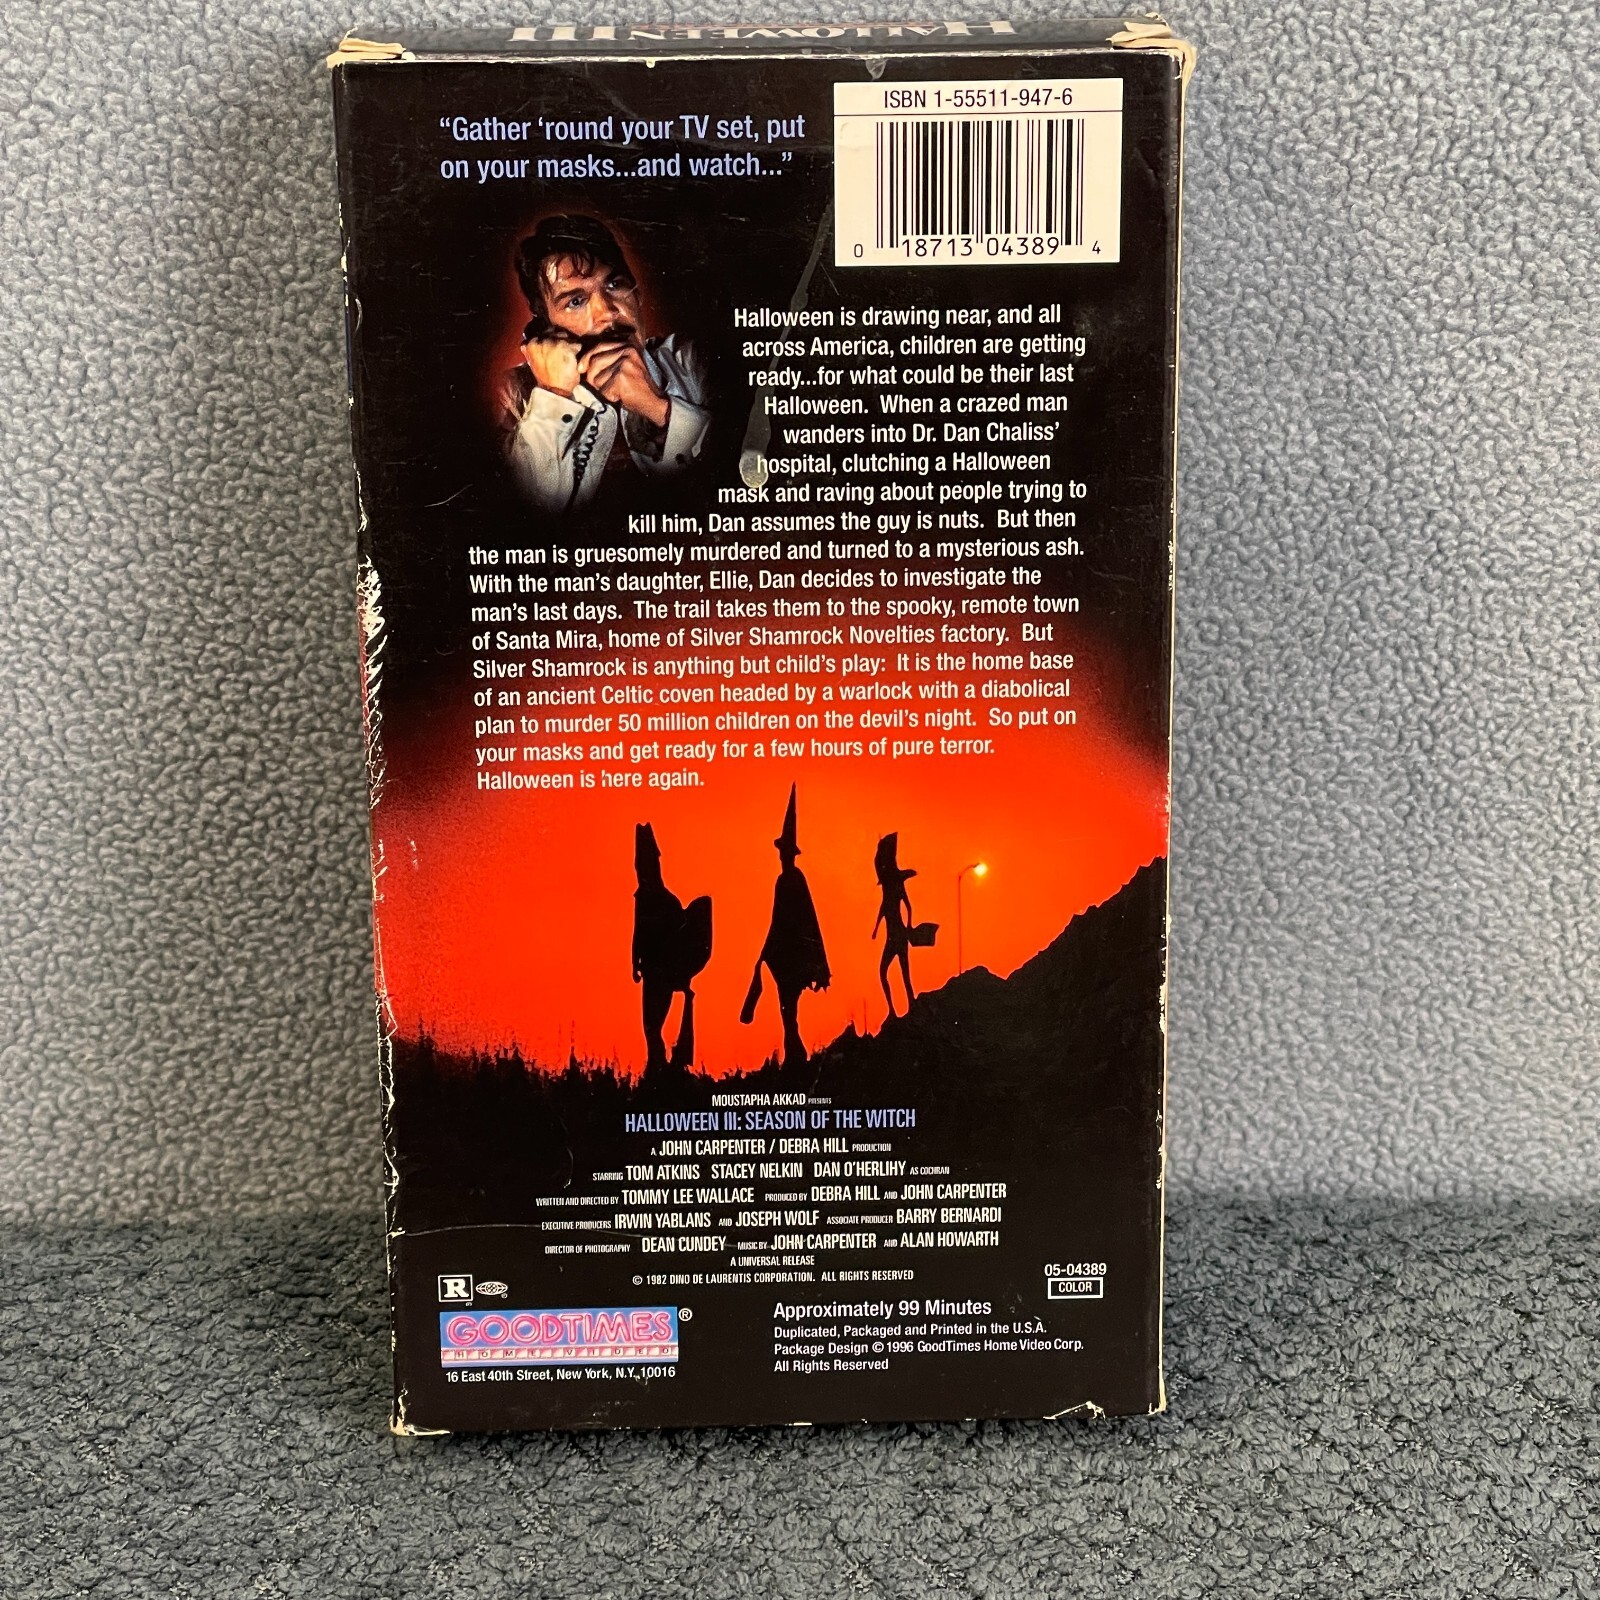 HALLOWEEN III
ISBN 1-55511-947-6
"Gather 'round your TV set, put
on your masks...and watch..."
0 18713 04389 4
Halloween is drawing near, and all
across America, children are getting
ready...for what could be their last
Halloween. When a crazed man
wanders into Dr. Dan Chaliss'
hospital, clutching a Halloween
mask and raving about people trying to
kill him, Dan assumes the guy is nuts. But then
the man is gruesomely murdered and turned to a mysterious ash.
With the man's daughter, Ellie, Dan decides to investigate the
man's last days. The trail takes them to the spooky, remote town
of Santa Mira, home of Silver Shamrock Novelties factory. But
Silver Shamrock is anything but child's play: It is the home base
of an ancient Celtic coven headed by a warlock with a diabolical
plan to murder 50 million children on the devil's night. So put on
your masks and get ready for a few hours of pure terror.
Halloween is here again.
MOUSTAPHA AKKAD PRESENTS
HALLOWEEN III: SEASON OF THE WITCH
A JOHN CARPENTER / DEBRA HILL PRODUCTION
STARRING TOM ATKINS STACEY NELKIN DAN O'HERLIHY AS COCHRAN
WRITTEN AND DIRECTED BY TOMMY LEE WALLACE PRODUCED BY DEBRA HILL AND JOHN CARPENTER
EXECUTIVE PRODUCERS IRWIN YABLANS AND JOSEPH WOLF ASSOCIATE PRODUCER BARRY BERNARDI
DIRECTOR OF PHOTOGRAPHY DEAN CUNDEY MUSIC BY JOHN CARPENTER AND ALAN HOWARTH
A UNIVERSAL RELEASE
© 1982 DINO DE LAURENTIS CORPORATION. ALL RIGHTS RESERVED
05-04389
COLOR
R
GOODTIMES ®
HOME VIDEO
16 East 40th Street, New York, N.Y. 10016
Approximately 99 Minutes
Duplicated, Packaged and Printed in the U.S.A.
Package Design © 1996 GoodTimes Home Video Corp.
All Rights Reserved